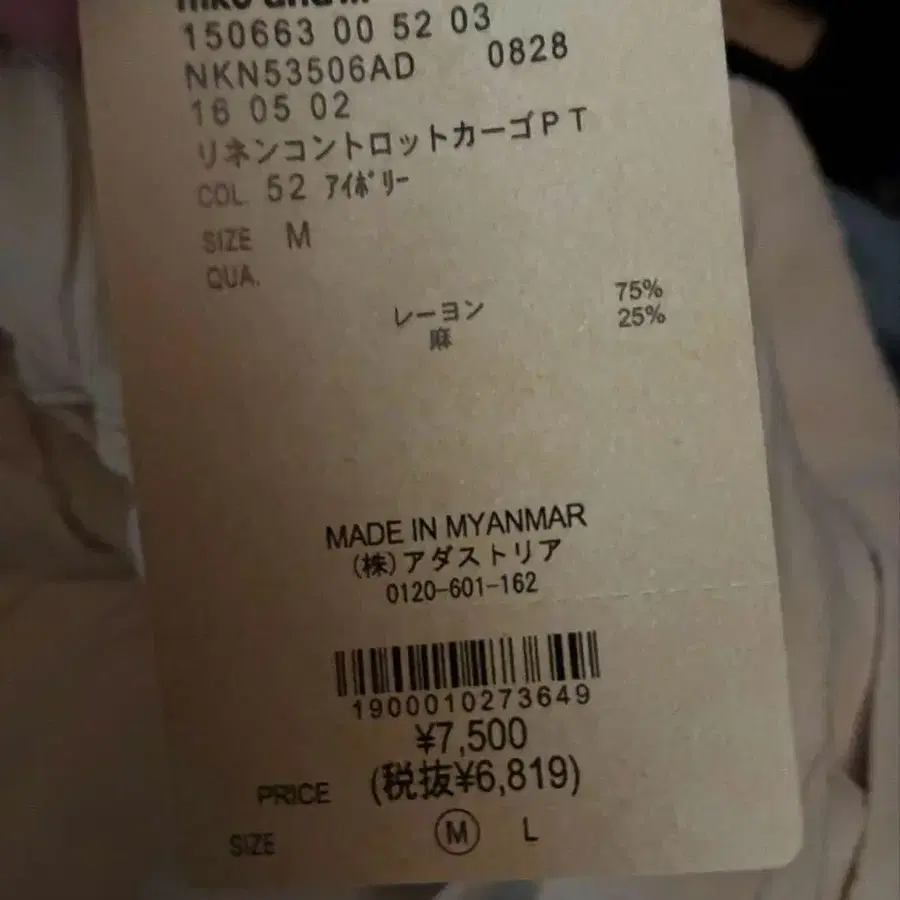 niko and ...
150663 00 52 03
NKN53506AD 0828
16 05 02
リネンコントロットカーゴPT
COL 52 ｱｲﾎﾞﾘｰ
SIZE M
QUA.
レーヨン 75%
麻 25%
MADE IN MYANMAR
(株)アダストリア
0120-601-162
1900010273649
¥7,500
PRICE (税抜¥6,819)
SIZE M L